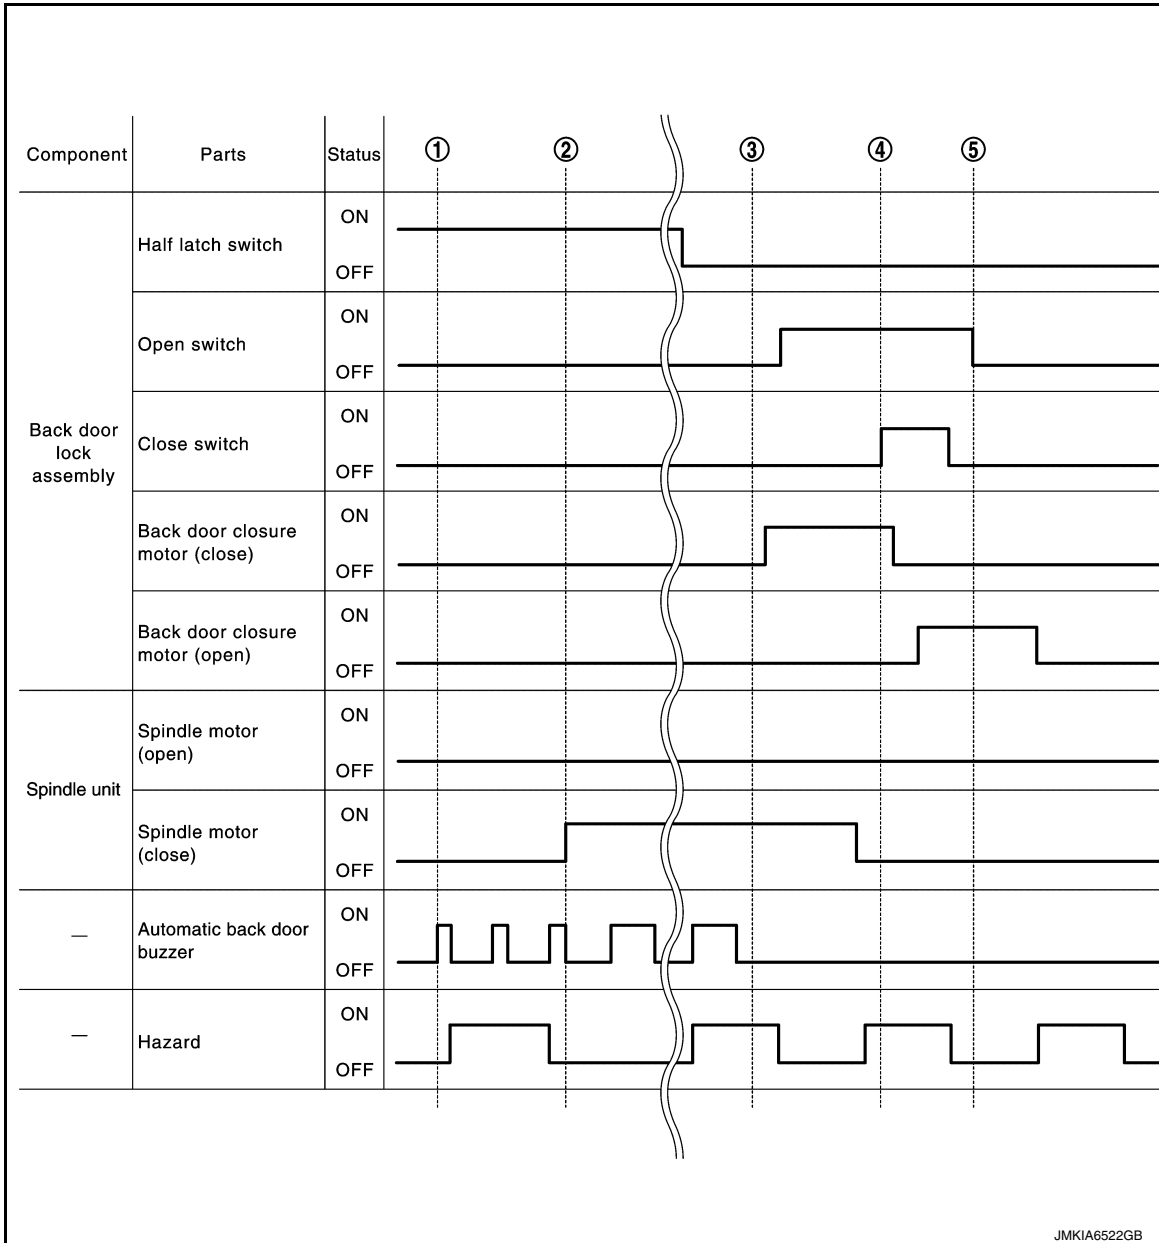 Component Parts Status ① ② ③ ④ ⑤
Back door
lock
assembly
Half latch switch
ON
OFF
Open switch
ON
OFF
Close switch
ON
OFF
Back door closure
motor (close)
ON
OFF
Back door closure
motor (open)
ON
OFF
Spindle unit
Spindle motor
(open)
ON
OFF
Spindle motor
(close)
ON
OFF
—
Automatic back door
buzzer
ON
OFF
—
Hazard
ON
OFF
JMKIA6522GB